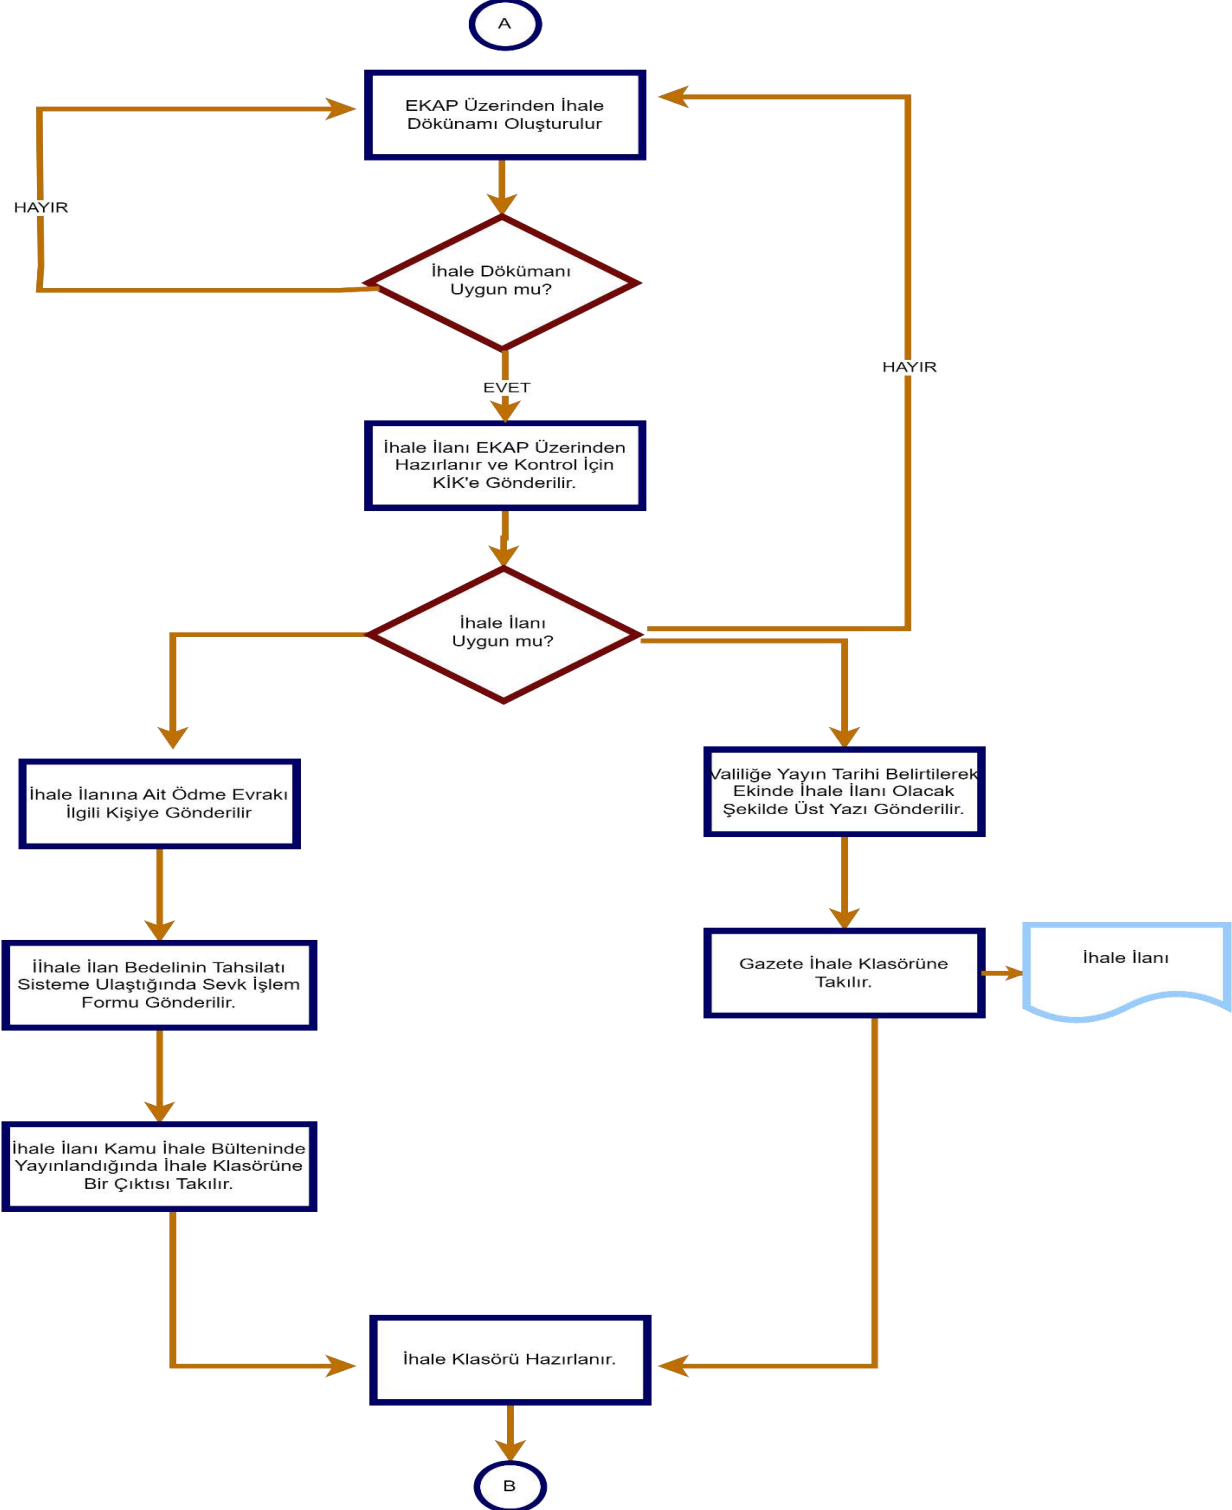 A
EKAP Üzerinden İhale
Dökünamı Oluşturulur
HAYIR
İhale Dökümanı
Uygun mu?
HAYIR
EVET
İhale İlanı EKAP Üzerinden
Hazırlanır ve Kontrol İçin
KİK'e Gönderilir.
İhale İlanı
Uygun mu?
İhale İlanına Ait Ödme Evrakı
İlgili Kişiye Gönderilir
Valiliğe Yayın Tarihi Belirtilerek
Ekinde İhale İlanı Olacak
Şekilde Üst Yazı Gönderilir.
İİhale İlan Bedelinin Tahsilatı
Sisteme Ulaştığında Sevk İşlem
Formu Gönderilir.
Gazete İhale Klasörüne
Takılır.
İhale İlanı
İhale İlanı Kamu İhale Bülteninde
Yayınlandığında İhale Klasörüne
Bir Çıktısı Takılır.
İhale Klasörü Hazırlanır.
B